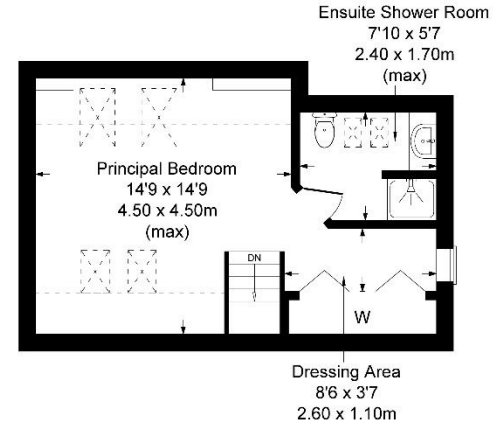 Ensuite Shower Room
7'10 x 5'7
2.40 x 1.70m
(max)
Principal Bedroom
14'9 x 14'9
4.50 x 4.50m
(max)
DN
W
Dressing Area
8'6 x 3'7
2.60 x 1.10m